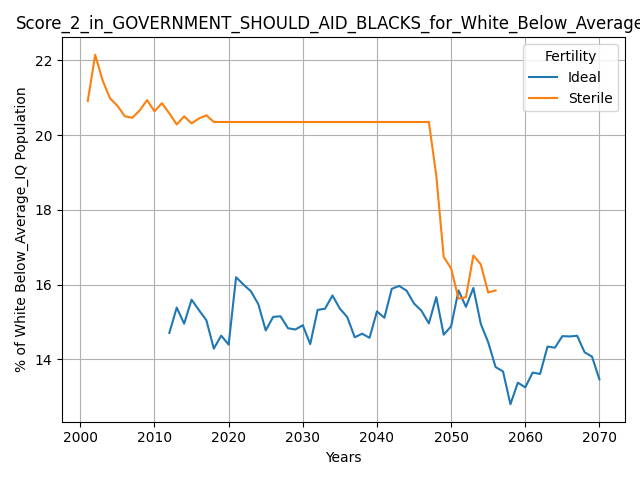 Score_2_in_GOVERNMENT_SHOULD_AID_BLACKS_for_White_Below_Average
Fertility
Ideal
Sterile
% of White Below_Average_IQ Population
22
20
18
16
14
2000 2010 2020 2030 2040 2050 2060 2070
Years